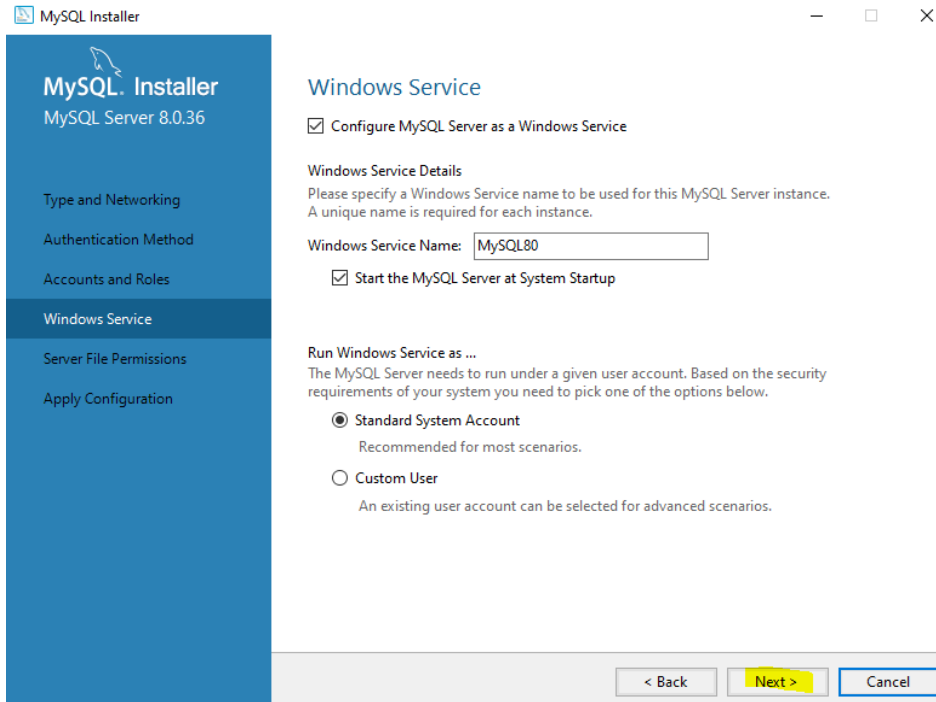 MySQL Installer
MySQL. Installer
MySQL Server 8.0.36
Type and Networking
Authentication Method
Accounts and Roles
Windows Service
Server File Permissions
Apply Configuration
Windows Service
Configure MySQL Server as a Windows Service
Windows Service Details
Please specify a Windows Service name to be used for this MySQL Server instance.
A unique name is required for each instance.
Windows Service Name: MySQL80
Start the MySQL Server at System Startup
Run Windows Service as ...
The MySQL Server needs to run under a given user account. Based on the security
requirements of your system you need to pick one of the options below.
Standard System Account
Recommended for most scenarios.
Custom User
An existing user account can be selected for advanced scenarios.
< Back Next > Cancel